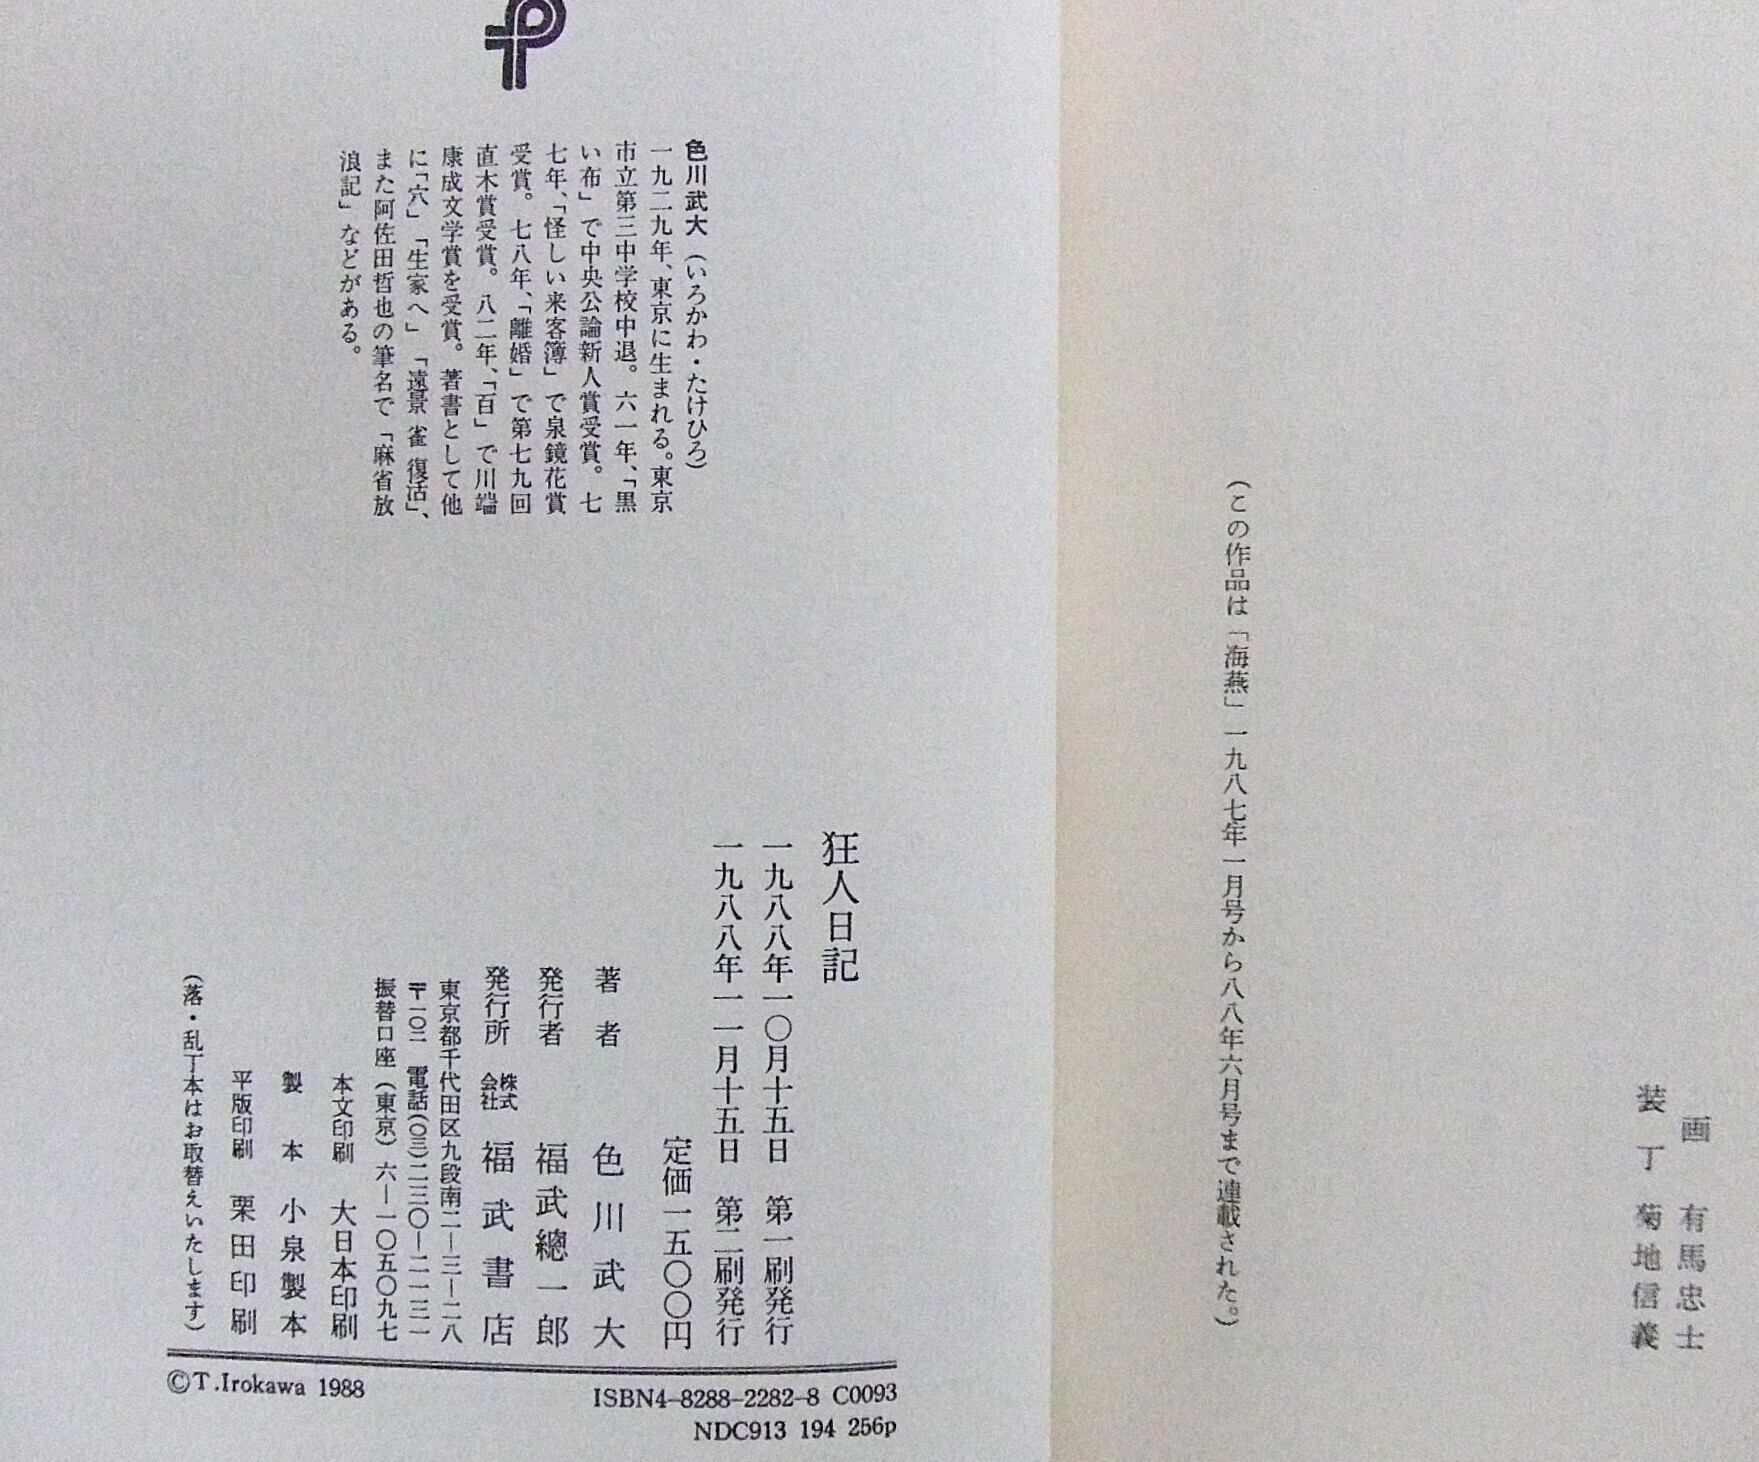 画　有馬忠士
装丁　菊地信義
（この作品は「海燕」一九八七年一月号から八八年六月号まで連載された。）
色川武大（いろかわ・たけひろ）
一九二九年、東京に生まれる。東京
市立第三中学校中退。六一年、「黒
い布」で中央公論新人賞受賞。七
七年、「怪しい来客簿」で泉鏡花賞
受賞。七八年、「離婚」で第七九回
直木賞受賞。八二年、「百」で川端
康成文学賞を受賞。著書として他
に「穴」「生家へ」「遠景 雀 復活」、
また阿佐田哲也の筆名で「麻雀放
浪記」などがある。
狂人日記
一九八八年一〇月十五日　第一刷発行
一九八八年一一月十五日　第二刷発行
定価一五〇〇円
著者　色川武大
発行者　福武總一郎
発行所　株式会社　福武書店
東京都千代田区九段南二―三―二八
〒一〇二　電話(〇三)二三〇―二一三一
振替口座（東京）六―一〇五〇九七
本文印刷　大日本印刷
製本　小泉製本
平版印刷　栗田印刷
（落・乱丁本はお取替えいたします）
©T.Irokawa 1988
ISBN4-8288-2282-8 C0093
NDC913 194 256p